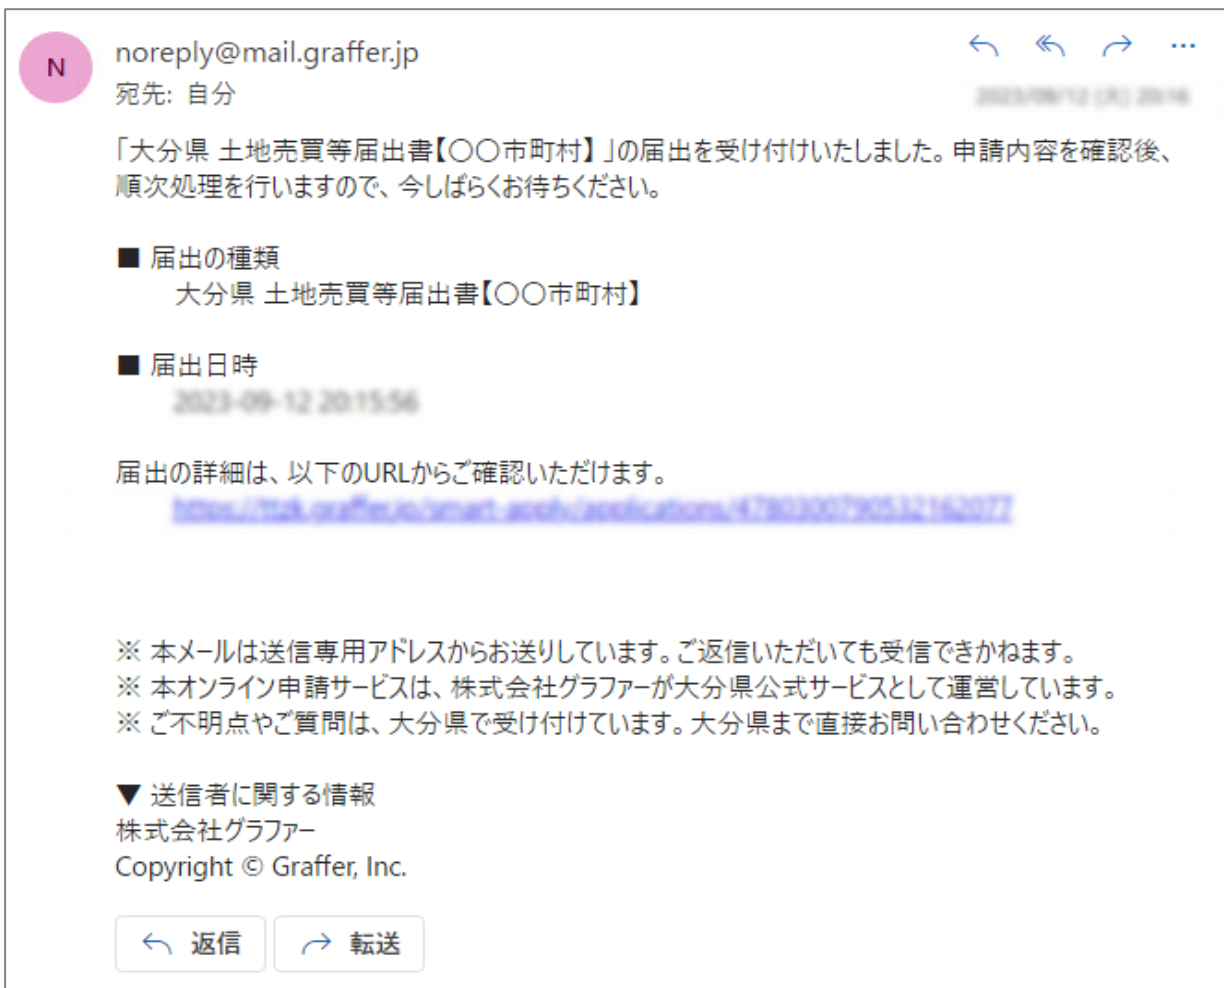 N
noreply@mail.graffer.jp
宛先: 自分
「大分県 土地売買等届出書【〇〇市町村】」の届出を受け付けいたしました。申請内容を確認後、
順次処理を行いますので、今しばらくお待ちください。
■ 届出の種類
大分県 土地売買等届出書【〇〇市町村】
■ 届出日時
2023-09-12 20:15:56
届出の詳細は、以下のURLからご確認いただけます。
※ 本メールは送信専用アドレスからお送りしています。ご返信いただいても受信できかねます。
※ 本オンライン申請サービスは、株式会社グラファーが大分県公式サービスとして運営しています。
※ ご不明点やご質問は、大分県で受け付けています。大分県まで直接お問い合わせください。
▼ 送信者に関する情報
株式会社グラファー
Copyright © Graffer, Inc.
返信
転送